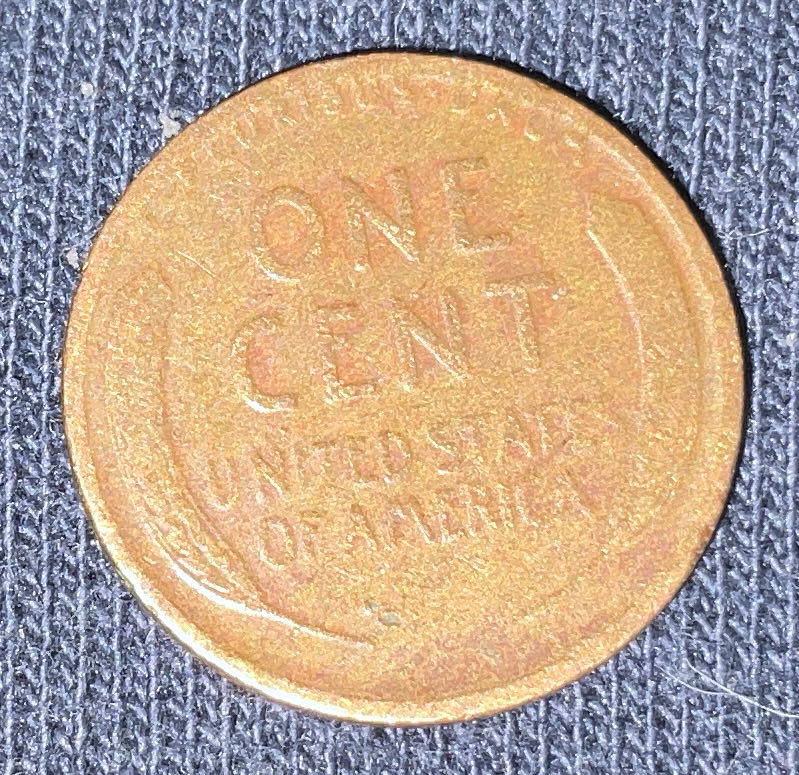 ONE
CENT
UNITED STATES
OF AMERICA